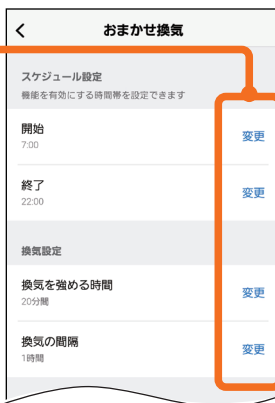 おまかせ換気
スケジュール設定
機能を有効にする時間帯を設定できます
開始
7:00
変更
終了
22:00
変更
換気設定
換気を強める時間
20分間
変更
換気の間隔
1時間
変更